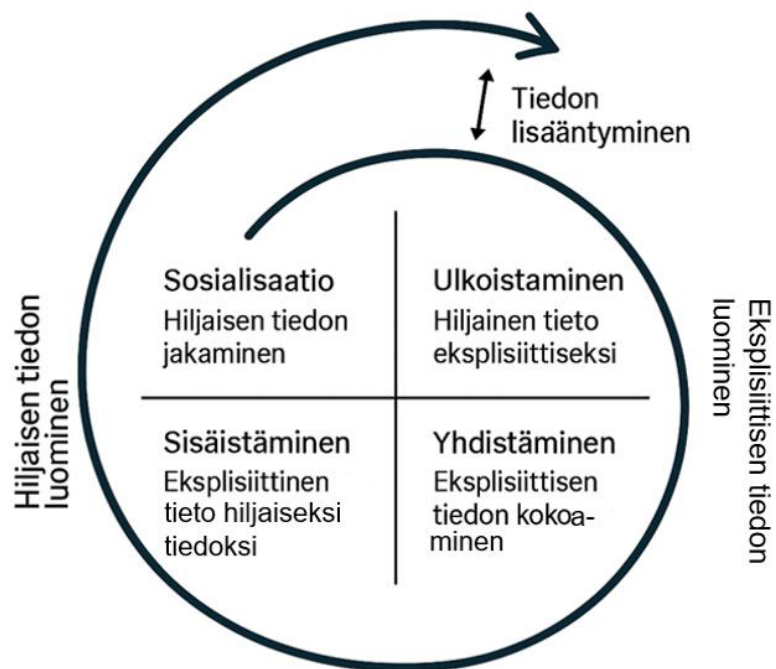 Tiedon
lisääntyminen
Sosialisaatio
Hiljaisen tiedon
jakaminen
Ulkoistaminen
Hiljainen tieto
eksplisiittiseksi
Sisäistäminen
Eksplisiittinen
tieto hiljaiseksi
tiedoksi
Yhdistäminen
Eksplisiittisen
tiedon kokoa-
minen
Hiljaisen tiedon
luominen
Eksplisiittisen tiedon
luominen